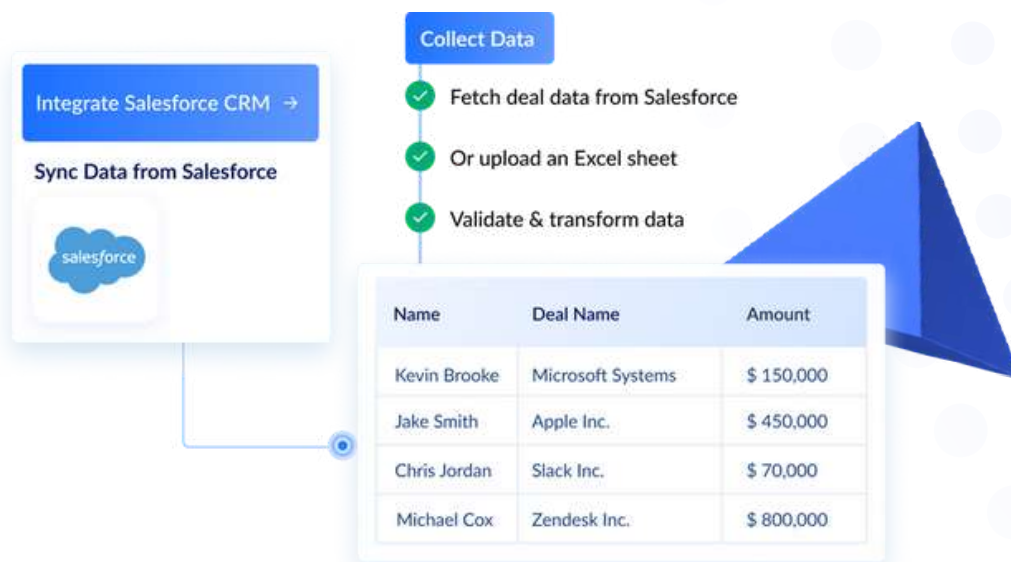 Collect Data
Integrate Salesforce CRM →
Fetch deal data from Salesforce
Or upload an Excel sheet
Sync Data from Salesforce
Validate & transform data
salesforce
Name Deal Name Amount
Kevin Brooke Microsoft Systems $ 150,000
Jake Smith Apple Inc. $ 450,000
Chris Jordan Slack Inc. $ 70,000
Michael Cox Zendesk Inc. $ 800,000